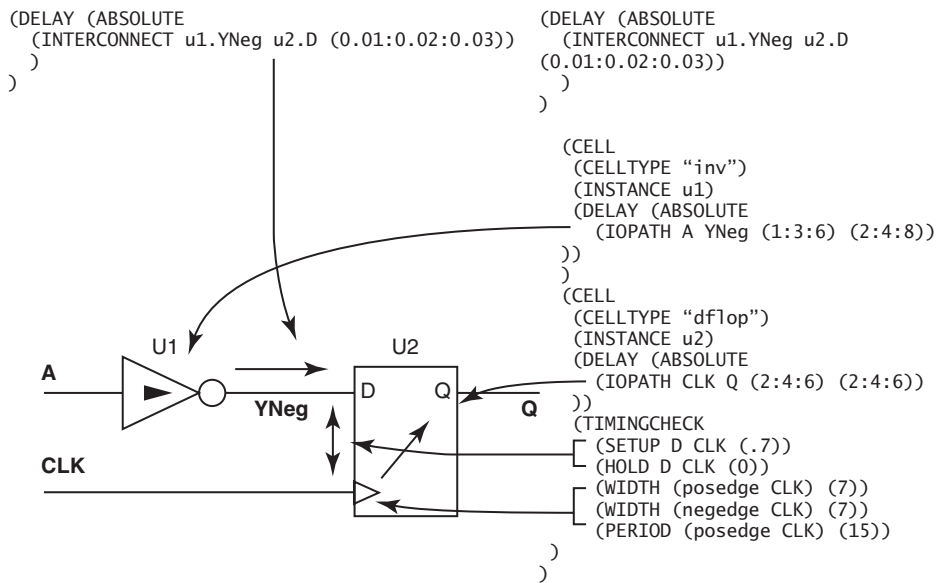 (DELAY (ABSOLUTE
(INTERCONNECT u1.YNeg u2.D (0.01:0.02:0.03))
)
)
(DELAY (ABSOLUTE
(INTERCONNECT u1.YNeg u2.D
(0.01:0.02:0.03))
)
)
(CELL
(CELLTYPE “inv”)
(INSTANCE u1)
(DELAY (ABSOLUTE
(IOPATH A YNeg (1:3:6) (2:4:8))
))
)
(CELL
(CELLTYPE “dflop”)
(INSTANCE u2)
(DELAY (ABSOLUTE
(IOPATH CLK Q (2:4:6) (2:4:6))
))
(TIMINGCHECK
(SETUP D CLK (.7))
(HOLD D CLK (0))
(WIDTH (posedge CLK) (7))
(WIDTH (negedge CLK) (7))
(PERIOD (posedge CLK) (15))
)
)
U1
U2
A
D
Q
YNeg
Q
CLK